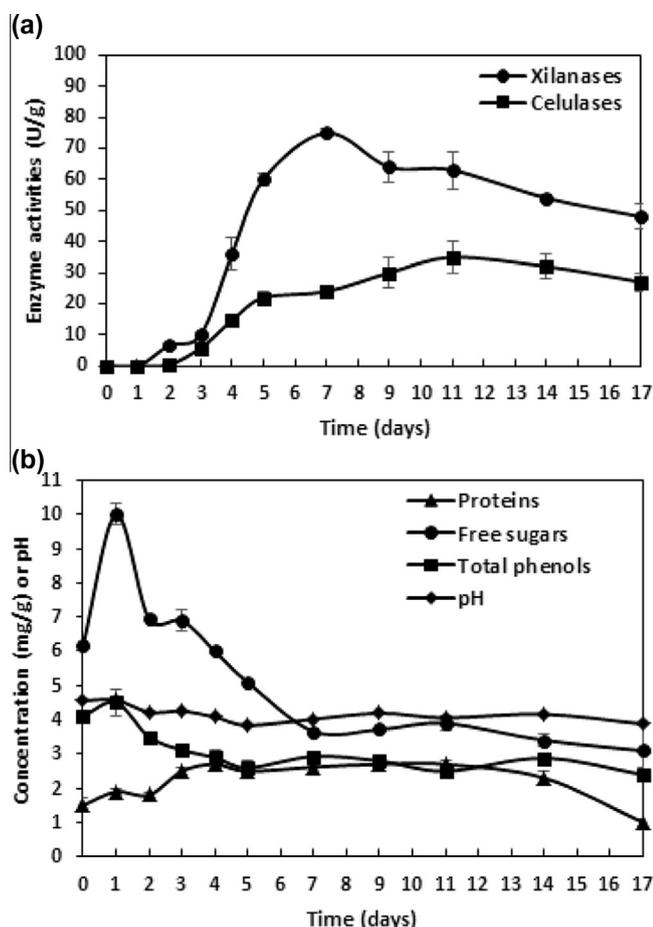 (a)
100
90
80
70
60
50
40
30
20
10
0
Enzyme activities (U/g)
Xilanases
Celulases
0 1 2 3 4 5 6 7 8 9 10 11 12 13 14 15 16 17
Time (days)
(b)
11
10
9
8
7
6
5
4
3
2
1
0
Concentration (mg/g) or pH
Proteins
Free sugars
Total phenols
pH
0 1 2 3 4 5 6 7 8 9 10 11 12 13 14 15 16 17
Time (days)